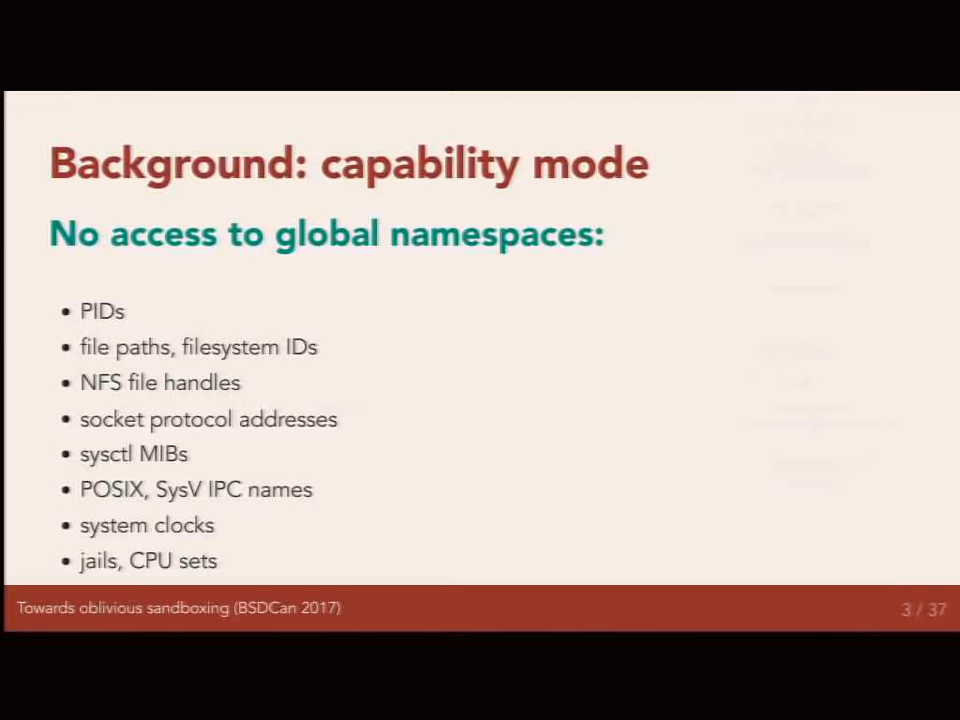 Background: capability mode
No access to global namespaces:
• PIDs
• file paths, filesystem IDs
• NFS file handles
• socket protocol addresses
• sysctl MIBs
• POSIX, SysV IPC names
• system clocks
• jails, CPU sets
Towards oblivious sandboxing (BSDCan 2017)
3 / 37